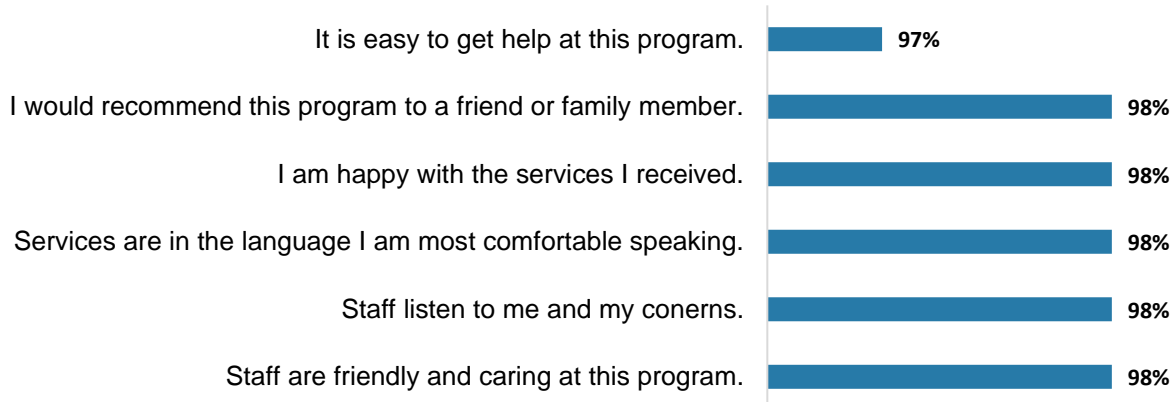 It is easy to get help at this program. 97%
I would recommend this program to a friend or family member. 98%
I am happy with the services I received. 98%
Services are in the language I am most comfortable speaking. 98%
Staff listen to me and my conerns. 98%
Staff are friendly and caring at this program. 98%